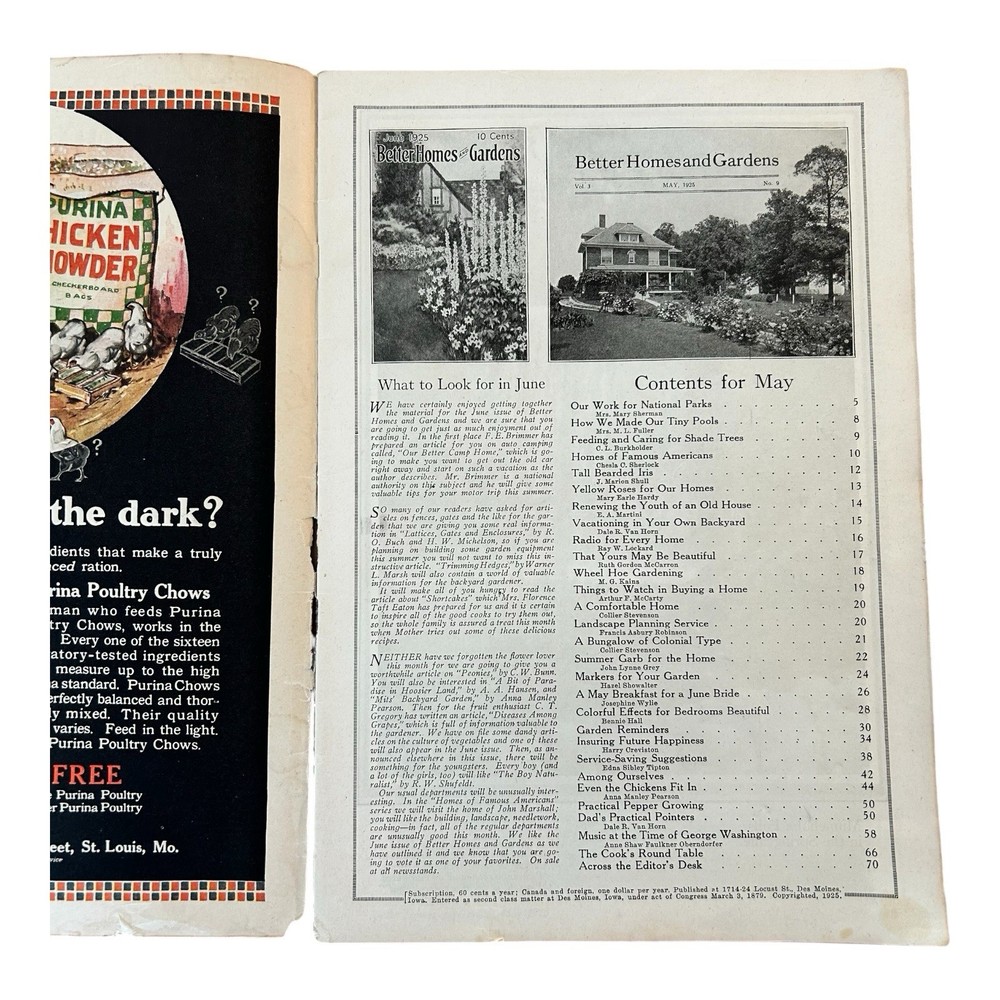 PURINA
HICKEN
HOWDER
CHECKERBOARD
BAGS
?
?
?
the dark?
dients that make a truly
ced ration.
rina Poultry Chows
man who feeds Purina
try Chows, works in the
Every one of the sixteen
atory-tested ingredients
measure up to the high
a standard. Purina Chows
erfectly balanced and thor-
ly mixed. Their quality
varies. Feed in the light.
Purina Poultry Chows.
FREE
e Purina Poultry
er Purina Poultry
eet, St. Louis, Mo.
June 1925 10 Cents
Better Homes and Gardens
What to Look for in June
WE have certainly enjoyed getting together
the material for the June issue of Better
Homes and Gardens and we are sure that you
are going to get just as much enjoyment out of
reading it. In the first place F. E. Brimmer has
prepared an article for you on auto camping
called, "Our Better Camp Home," which is go-
ing to make you want to get out the old car
right away and start on such a vacation as the
author describes. Mr. Brimmer is a national
authority on this subject and he will give some
valuable tips for your motor trip this summer.
SO many of our readers have asked for arti-
cles on fences, gates and the like for the gar-
den that we are giving you some real informa-
tion in "Lattices, Gates and Enclosures," by R.
O. Buch and H. W. Michelson, so if you are
planning on building some garden equipment
this summer you will not want to miss this in-
structive article. "Trimming Hedges," by Warner
L. Marsh will also contain a world of valuable
information for the backyard gardener.
It will make all of you hungry to read the
article about "Shortcakes" which Mrs. Florence
Taft Eaton has prepared for us and it is certain
to inspire all of the good cooks to try them out,
so the whole family is assured a treat this month
when Mother tries out some of these delicious
recipes.
NEITHER have we forgotten the flower lover
this month for we are going to give you a
worthwhile article on "Peonies," by C. W. Bunn.
You will also be interested in "A Bit of Para-
dise in Hoosier Land," by A. A. Hansen, and
"Mits' Backyard Garden," by Anna Manley
Pearson. Then for the fruit enthusiast C. T.
Gregory has written an article, "Diseases Among
Grapes," which is full of information valuable to
the gardener. We have on file some dandy arti-
cles on the culture of vegetables and one of these
will also appear in the June issue. Then, as an-
nounced elsewhere in this issue, there will be
something for the youngsters. Every boy (and
a lot of the girls, too) will like "The Boy Natu-
ralist," by R. W. Shufeldt.
Our usual departments will be unusually inter-
esting. In the "Homes of Famous Americans"
series we will visit the home of John Marshall;
you will like the building, landscape, needlework,
cooking—in fact, all of the regular departments
are unusually good this month. We like the
June issue of Better Homes and Gardens as we
have outlined it and we know that you are go-
ing to vote it as one of your favorites. On sale
at all newsstands.
Better Homes and Gardens
Vol. 3 MAY, 1925 No. 9
Contents for May
Our Work for National Parks . . . . . 5
Mrs. Mary Sherman
How We Made Our Tiny Pools . . . . . 8
Mrs. M. L. Fuller
Feeding and Caring for Shade Trees . . . . . 9
C. L. Burkholder
Homes of Famous Americans . . . . . 10
Chesla C. Sherlock
Tall Bearded Iris . . . . . 12
J. Marion Shull
Yellow Roses for Our Homes . . . . . 13
Mary Earle Hardy
Renewing the Youth of an Old House . . . . . 14
E. A. Martini
Vacationing in Your Own Backyard . . . . . 15
Dale R. Van Horn
Radio for Every Home . . . . . 16
Ray W. Lockard
That Yours May Be Beautiful . . . . . 17
Ruth Gordon McCarron
Wheel Hoe Gardening . . . . . 18
M. G. Kains
Things to Watch in Buying a Home . . . . . 19
Arthur F. McCarty
A Comfortable Home . . . . . 20
Collier Stevenson
Landscape Planning Service . . . . . 20
Francis Asbury Robinson
A Bungalow of Colonial Type . . . . . 21
Collier Stevenson
Summer Garb for the Home . . . . . 22
John Lynne Grey
Markers for Your Garden . . . . . 24
Hazel Showalter
A May Breakfast for a June Bride . . . . . 26
Josephine Wylie
Colorful Effects for Bedrooms Beautiful . . . . . 28
Bennie Hall
Garden Reminders . . . . . 30
Insuring Future Happiness . . . . . 34
Harry Creviston
Service-Saving Suggestions . . . . . 38
Edna Sibley Tipton
Among Ourselves . . . . . 42
Even the Chickens Fit In . . . . . 44
Anna Manley Pearson
Practical Pepper Growing . . . . . 50
Dad's Practical Pointers . . . . . 50
Dale R. Van Horn
Music at the Time of George Washington . . . . . 58
Anne Shaw Faulkner Oberndorfer
The Cook's Round Table . . . . . 66
Across the Editor's Desk . . . . . 70
Subscription, 60 cents a year; Canada and foreign, one dollar per year. Published at 1714-24 Locust St., Des Moines,
Iowa. Entered as second class matter at Des Moines, Iowa, under act of Congress March 3, 1879. Copyrighted, 1925.